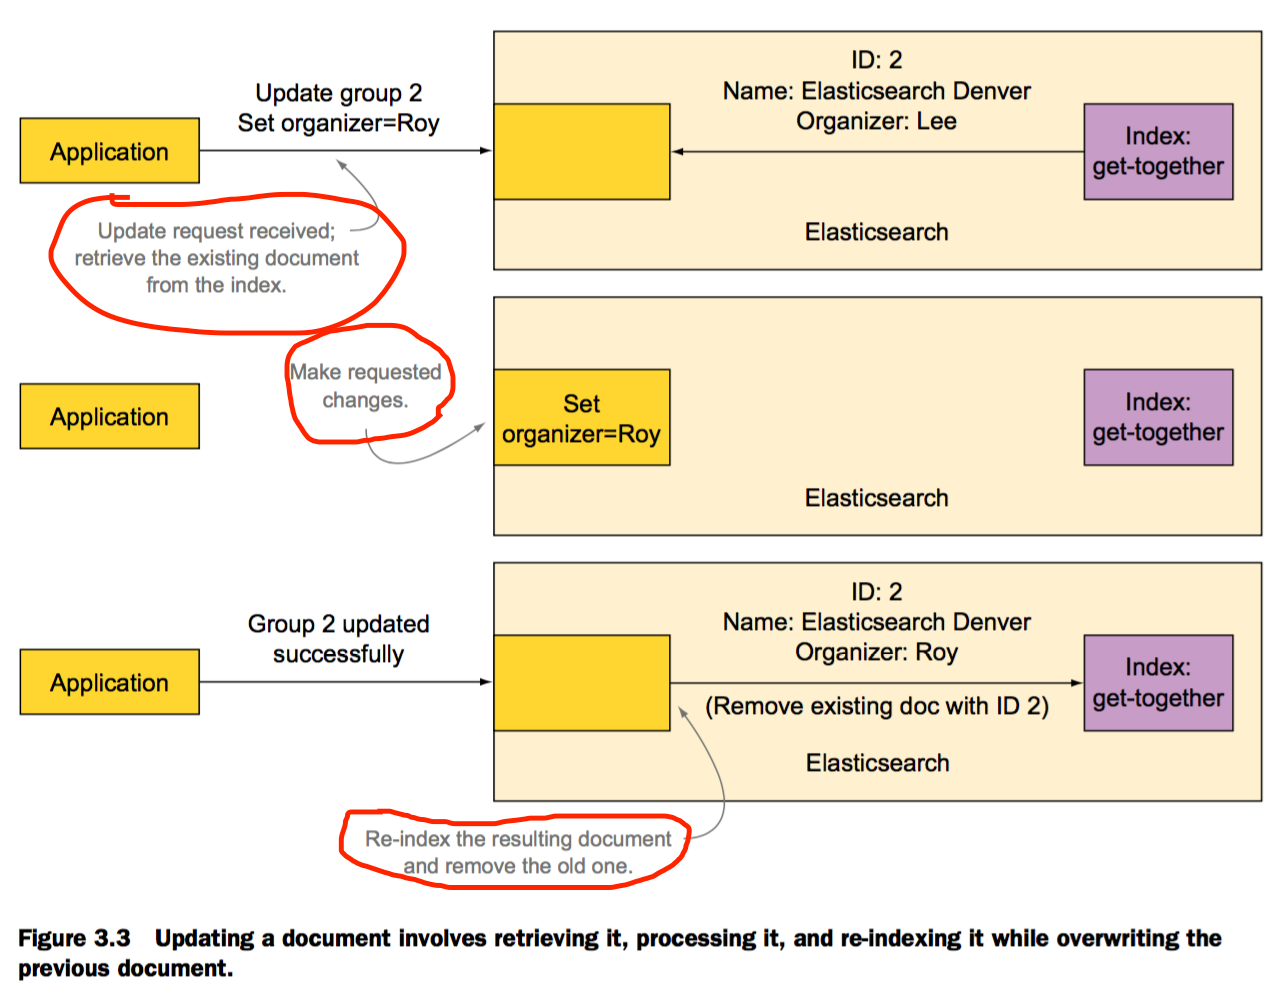 ID: 2
Name: Elasticsearch Denver
Organizer: Lee
Update group 2
Set organizer=Roy
Application
Index:
get-together
Elasticsearch
Update request received;
retrieve the existing document
from the index.
Make requested
changes.
Application
Set
organizer=Roy
Index:
get-together
Elasticsearch
ID: 2
Name: Elasticsearch Denver
Organizer: Roy
Group 2 updated
successfully
Application
(Remove existing doc with ID 2)
Index:
get-together
Elasticsearch
Re-index the resulting document
and remove the old one.
Figure 3.3 Updating a document involves retrieving it, processing it, and re-indexing it while overwriting the
previous document.